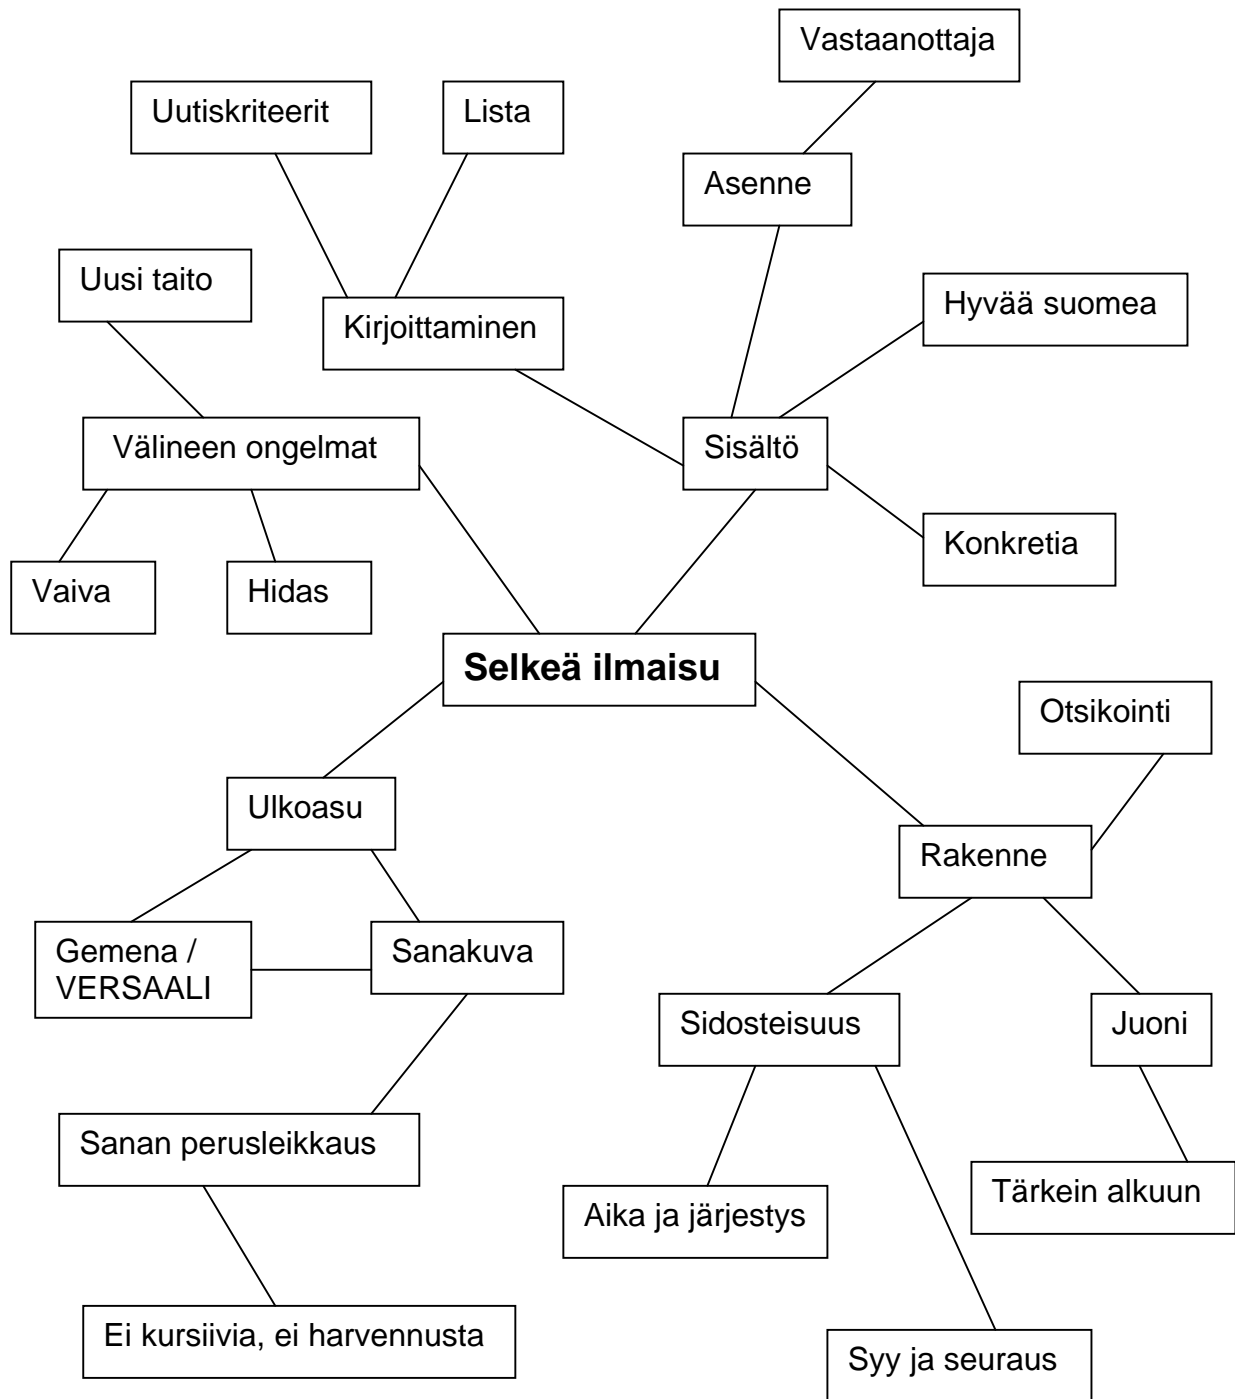 Vastaanottaja
Uutiskriteerit
Lista
Asenne
Uusi taito
Hyvää suomea
Kirjoittaminen
Välineen ongelmat
Sisältö
Konkretia
Vaiva
Hidas
Selkeä ilmaisu
Otsikointi
Ulkoasu
Rakenne
Gemena /
VERSAALI
Sanakuva
Sidosteisuus
Juoni
Sanan perusleikkaus
Aika ja järjestys
Tärkein alkuun
Ei kursiivia, ei harvennusta
Syy ja seuraus